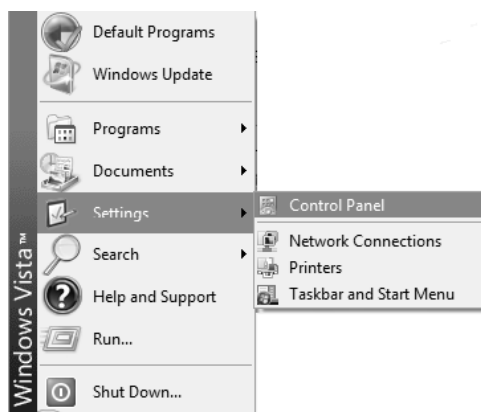 Default Programs
Windows Update
Programs
Documents
Settings
Control Panel
Search
Network Connections
Printers
Help and Support
Taskbar and Start Menu
Run...
Shut Down...
Windows Vista™